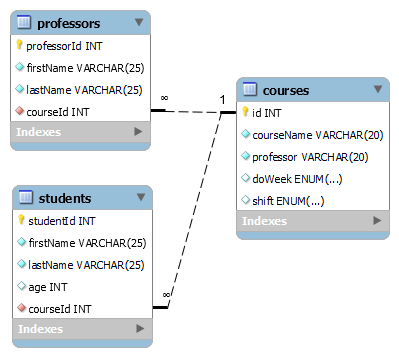 professors
professorId INT
firstName VARCHAR(25)
lastName VARCHAR(25)
courseId INT
Indexes
∞
1
courses
id INT
courseName VARCHAR(20)
professor VARCHAR(20)
doWeek ENUM(...)
shift ENUM(...)
Indexes
students
studentId INT
firstName VARCHAR(25)
lastName VARCHAR(25)
age INT
courseId INT
Indexes
∞